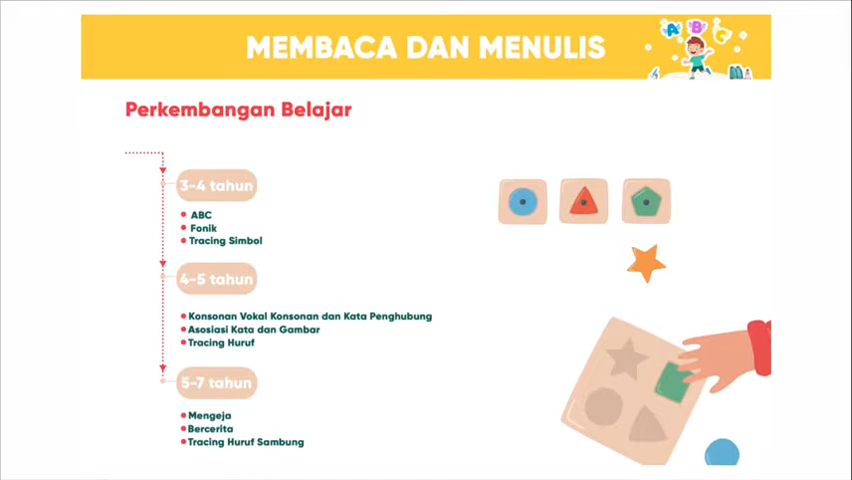 MEMBACA DAN MENULIS
A B C
Perkembangan Belajar
3-4 tahun
ABC
Fonik
Tracing Simbol
4-5 tahun
Konsonan Vokal Konsonan dan Kata Penghubung
Asosiasi Kata dan Gambar
Tracing Huruf
5-7 tahun
Mengeja
Bercerita
Tracing Huruf Sambung